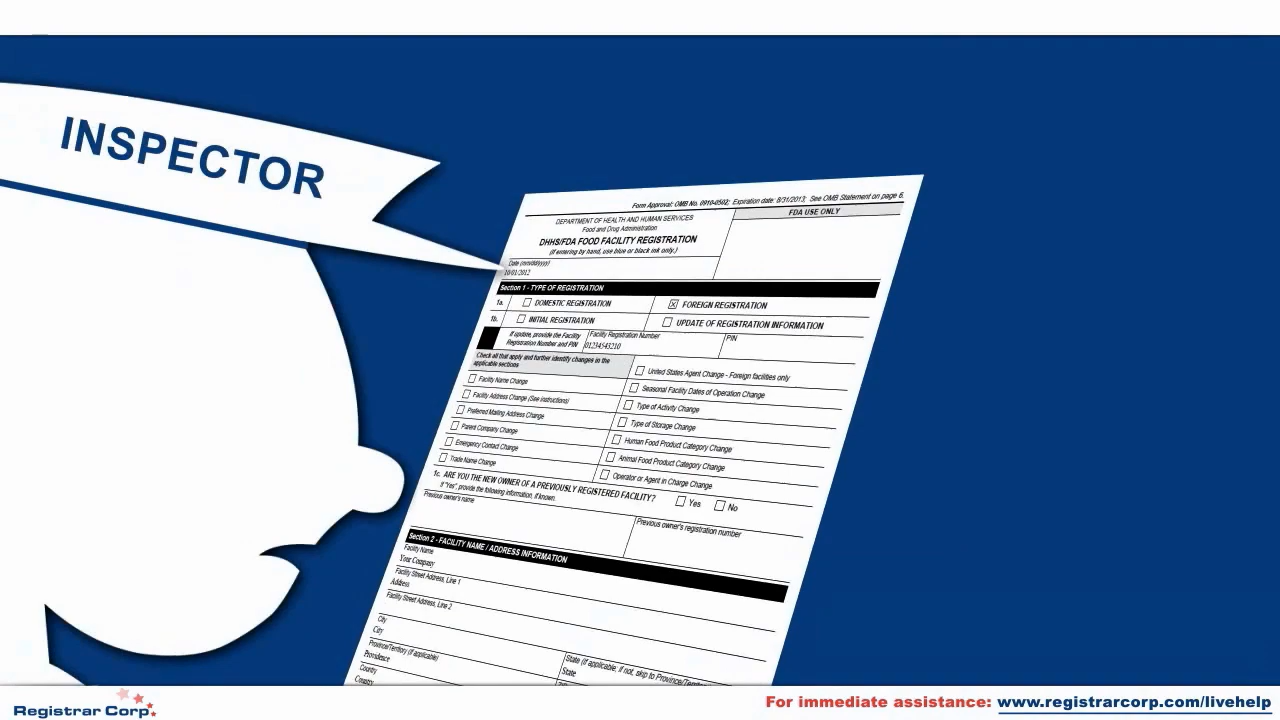 INSPECTOR
Form Approval: OMB No. 0910-0502; Expiration date: 8/31/2013; See OMB Statement on page 6.
DEPARTMENT OF HEALTH AND HUMAN SERVICES
Food and Drug Administration
DHHS/FDA FOOD FACILITY REGISTRATION
(If entering by hand, use blue or black ink only.)
FDA USE ONLY
Date (mm/dd/yyyy)
10/01/2012
Section 1 - TYPE OF REGISTRATION
1a. DOMESTIC REGISTRATION X FOREIGN REGISTRATION
1b. INITIAL REGISTRATION UPDATE OF REGISTRATION INFORMATION
If update, provide the Facility
Registration Number and PIN
Facility Registration Number
01234543210
PIN
Check all that apply and further identify changes in the
applicable sections
United States Agent Change - Foreign facilities only
Facility Name Change
Seasonal Facility Dates of Operation Change
Facility Address Change (See instructions)
Type of Activity Change
Preferred Mailing Address Change
Type of Storage Change
Parent Company Change
Human Food Product Category Change
Emergency Contact Change
Animal Food Product Category Change
Trade Name Change
Operator or Agent in Charge Change
1c. ARE YOU THE NEW OWNER OF A PREVIOUSLY REGISTERED FACILITY? Yes No
If "Yes", provide the following information, if known.
Previous owner's name
Previous owner's registration number
Section 2 - FACILITY NAME / ADDRESS INFORMATION
Facility Name
Your Company
Facility Street Address, Line 1
Address
Facility Street Address, Line 2
City
City
Province/Territory (if applicable)
Providence
State (If applicable; if not, skip to Province/Territ
State
Country
Country
Registrar Corp.
For immediate assistance: www.registrarcorp.com/livehelp